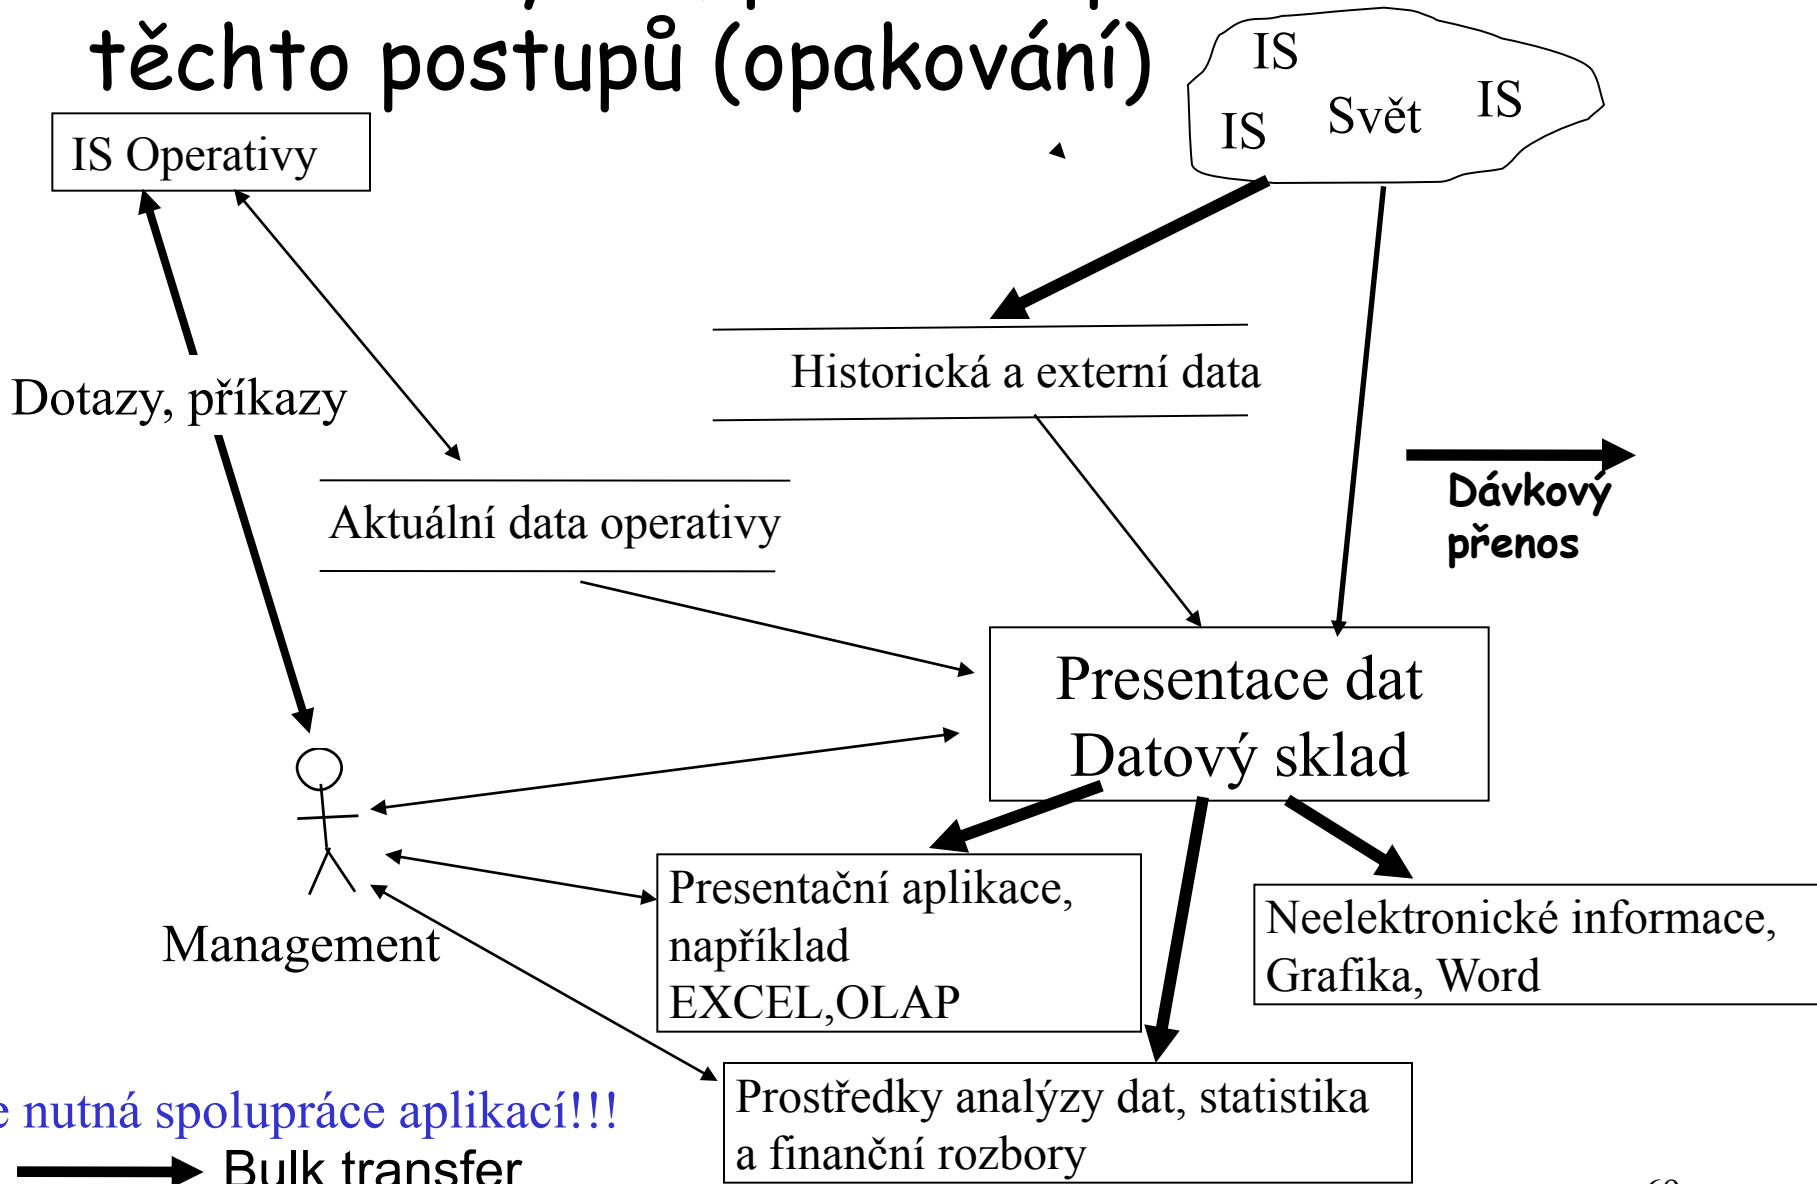 těchto postupů (opakování)
IS
IS
Svět
IS
IS Operativy
Historická a externí data
Dotazy, příkazy
Dávkový
přenos
Aktuální data operativy
Presentace dat
Datový sklad
Management
Presentační aplikace,
například
EXCEL,OLAP
Neelektronické informace,
Grafika, Word
Prostředky analýzy dat, statistika
a finanční rozbory
e nutná spolupráce aplikací!!!
Bulk transfer